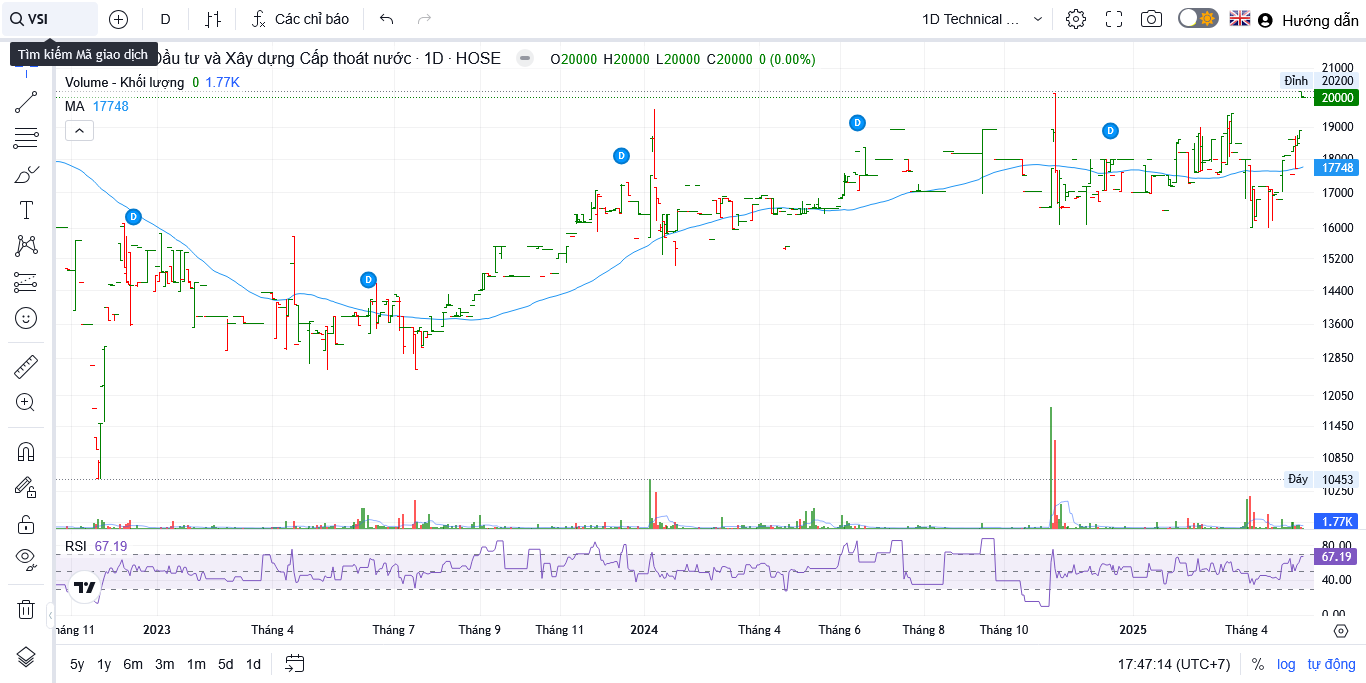 VSI
D
Các chỉ báo
1D Technical ...
Hướng dẫn
Tìm kiếm Mã giao dịch
Đầu tư và Xây dựng Cấp thoát nước · 1D · HOSE
O20000 H20000 L20000 C20000 0 (0.00%)
Volume - Khối lượng 0 1.77K
MA 17748
D
D
D
D
D
21000
Đỉnh 20200
20000
19000
18000
17748
17000
16000
15200
14400
13600
12850
12050
11450
10850
Đáy 10453
10250
1.77K
RSI 67.19
80.00
67.19
40.00
0.00
háng 11 2023 Tháng 4 Tháng 7 Tháng 9 Tháng 11 2024 Tháng 4 Tháng 6 Tháng 8 Tháng 10 2025 Tháng 4
5y 1y 6m 3m 1m 5d 1d
17:47:14 (UTC+7) % log tự động